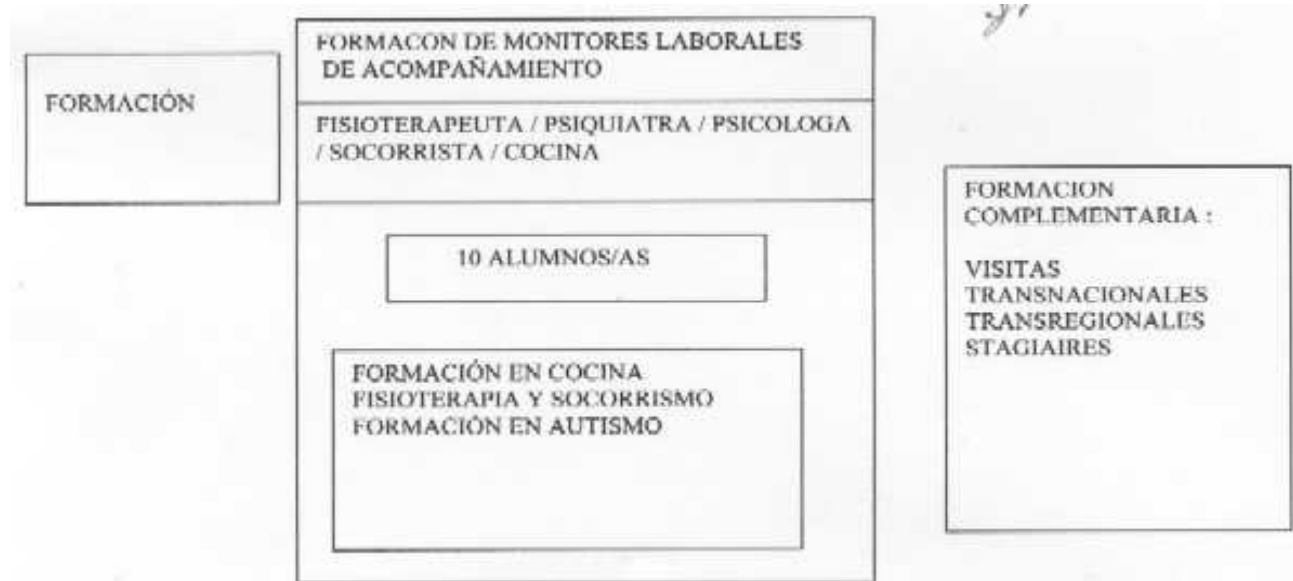 FORMACIÓN
FORMACON DE MONITORES LABORALES
DE ACOMPAÑAMIENTO
FISIOTERAPEUTA / PSIQUIATRA / PSICOLOGA
/ SOCORRISTA / COCINA
10 ALUMNOS/AS
FORMACIÓN EN COCINA
FISIOTERAPIA Y SOCORRISMO
FORMACIÓN EN AUTISMO
FORMACION
COMPLEMENTARIA :
VISITAS
TRANSNACIONALES
TRANSREGIONALES
STAGIAIRES